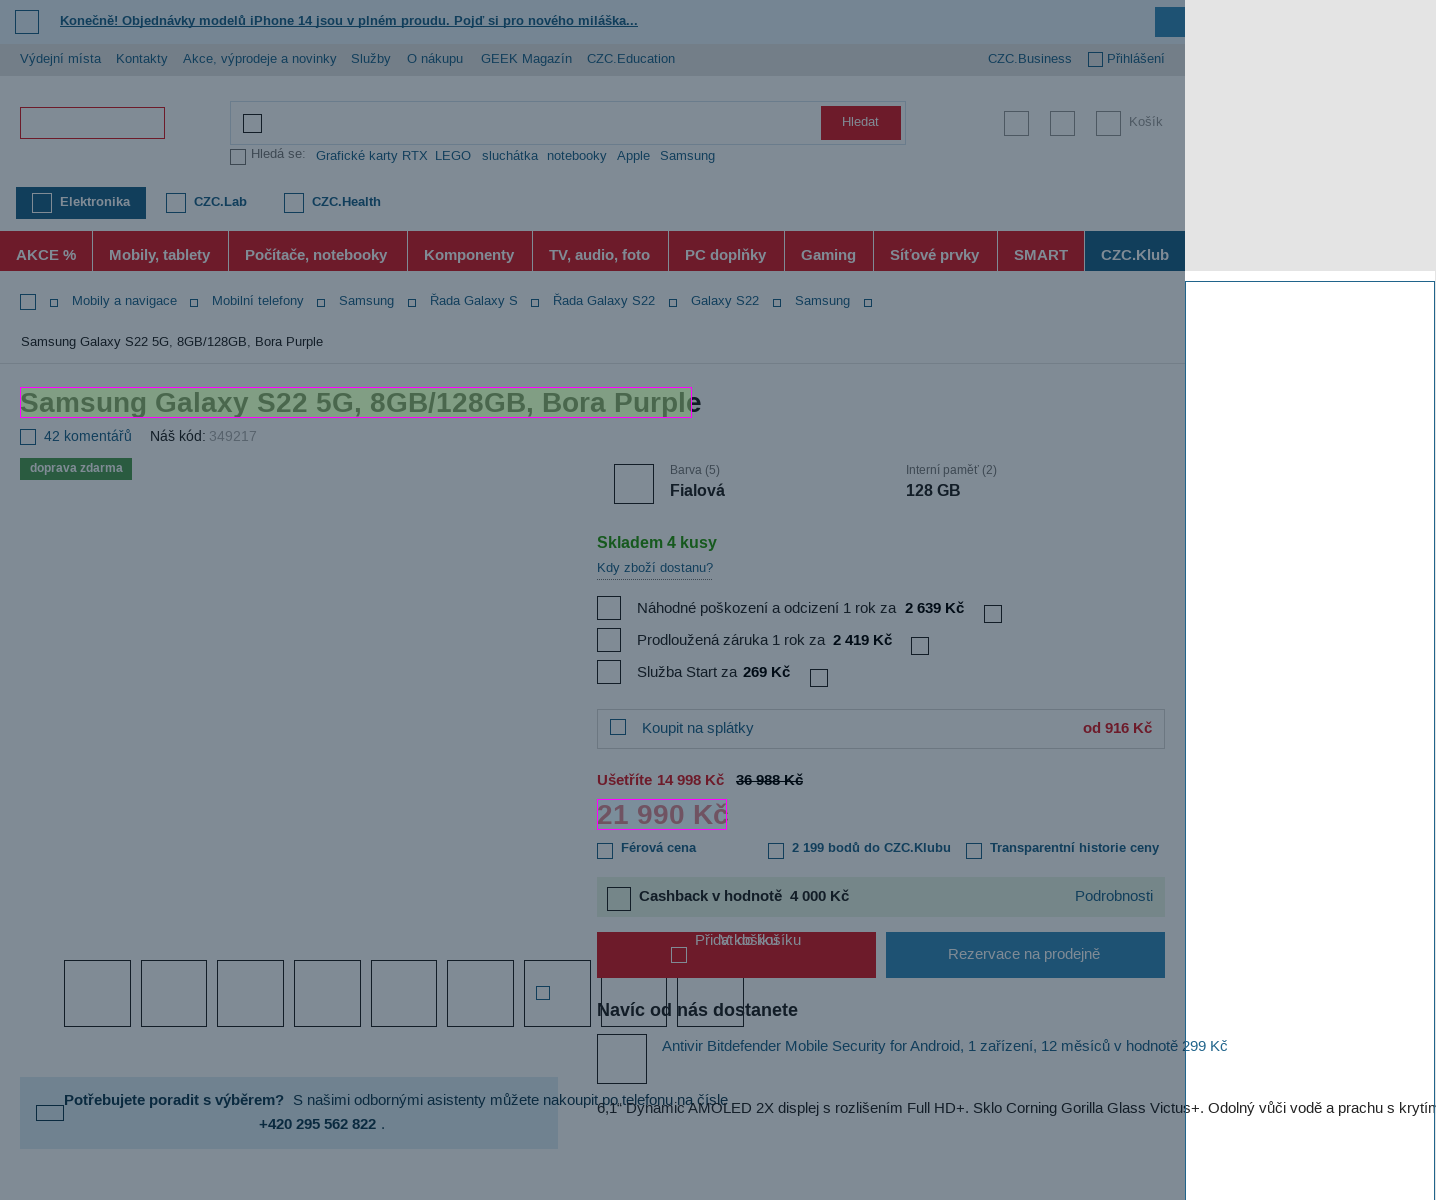 Konečně! Objednávky modelů iPhone 14 jsou v plném proudu. Pojď si pro nového miláška...
Výdejní místa Kontakty Akce, výprodeje a novinky Služby O nákupu GEEK Magazín CZC.Education CZC.Business Přihlášení
Hledat Košík
Hledá se: Grafické karty RTX LEGO sluchátka notebooky Apple Samsung
Elektronika CZC.Lab CZC.Health
AKCE % Mobily, tablety Počítače, notebooky Komponenty TV, audio, foto PC doplňky Gaming Síťové prvky SMART CZC.Klub
Mobily a navigace Mobilní telefony Samsung Řada Galaxy S Řada Galaxy S22 Galaxy S22 Samsung
Samsung Galaxy S22 5G, 8GB/128GB, Bora Purple
Samsung Galaxy S22 5G, 8GB/128GB, Bora Purple
42 komentářů Náš kód: 349217
doprava zdarma
Barva (5) Interní paměť (2)
Fialová 128 GB
Skladem 4 kusy
Kdy zboží dostanu?
Náhodné poškození a odcizení 1 rok za 2 639 Kč
Prodloužená záruka 1 rok za 2 419 Kč
Služba Start za 269 Kč
Koupit na splátky od 916 Kč
Ušetříte 14 998 Kč 36 988 Kč
21 990 Kč
Férová cena 2 199 bodů do CZC.Klubu Transparentní historie ceny
Cashback v hodnotě 4 000 Kč Podrobnosti
Přidat do košíku V košíku Rezervace na prodejně
Navíc od nás dostanete
Antivir Bitdefender Mobile Security for Android, 1 zařízení, 12 měsíců v hodnotě 299 Kč
Potřebujete poradit s výběrem? S našimi odbornými asistenty můžete nakoupit po telefonu na čísle
+420 295 562 822 .
6,1“ Dynamic AMOLED 2X displej s rozlišením Full HD+. Sklo Corning Gorilla Glass Victus+. Odolný vůči vodě a prachu s krytím